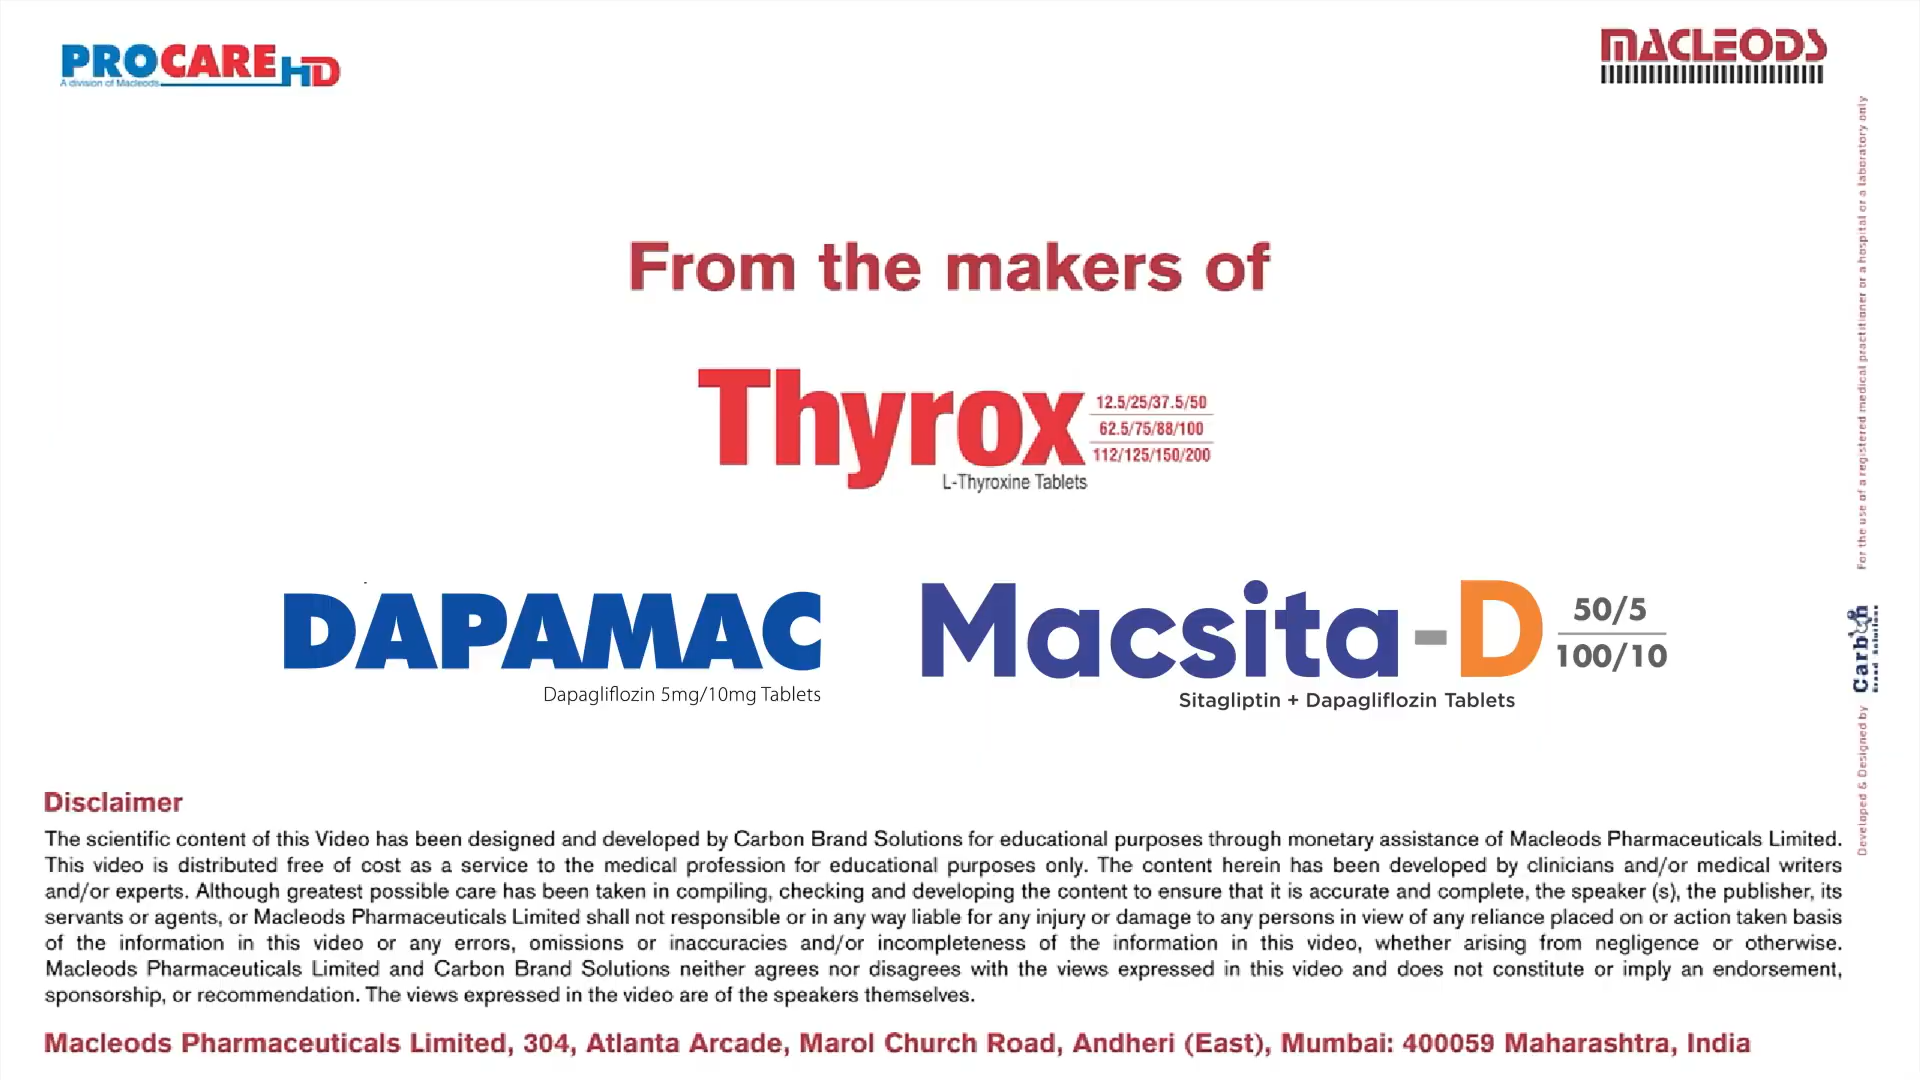 PROCARE HD
A division of Macleods
MACLEODS
From the makers of
Thyrox
12.5/25/37.5/50
62.5/75/88/100
112/125/150/200
L-Thyroxine Tablets
DAPAMAC
Dapagliflozin 5mg/10mg Tablets
Macsita-D
50/5
100/10
Sitagliptin + Dapagliflozin Tablets
For the use of a registered medical practitioner or a hospital or a laboratory only
Developed & Designed by
Carbon
Brand Solutions
Disclaimer
The scientific content of this Video has been designed and developed by Carbon Brand Solutions for educational purposes through monetary assistance of Macleods Pharmaceuticals Limited.
This video is distributed free of cost as a service to the medical profession for educational purposes only. The content herein has been developed by clinicians and/or medical writers
and/or experts. Although greatest possible care has been taken in compiling, checking and developing the content to ensure that it is accurate and complete, the speaker (s), the publisher, its
servants or agents, or Macleods Pharmaceuticals Limited shall not responsible or in any way liable for any injury or damage to any persons in view of any reliance placed on or action taken basis
of the information in this video or any errors, omissions or inaccuracies and/or incompleteness of the information in this video, whether arising from negligence or otherwise.
Macleods Pharmaceuticals Limited and Carbon Brand Solutions neither agrees nor disagrees with the views expressed in this video and does not constitute or imply an endorsement,
sponsorship, or recommendation. The views expressed in the video are of the speakers themselves.
Macleods Pharmaceuticals Limited, 304, Atlanta Arcade, Marol Church Road, Andheri (East), Mumbai: 400059 Maharashtra, India